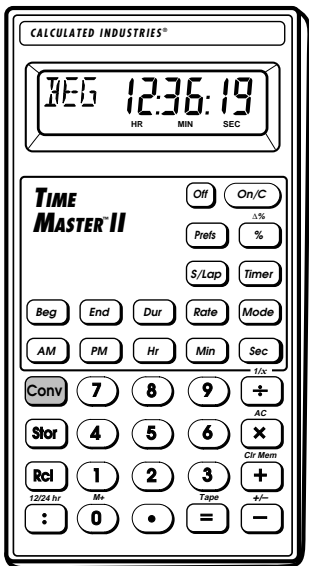 CALCULATED INDUSTRIES®
BEG 12:36:19
HR MIN SEC
TIME
MASTER™ II
Off On/C
Δ%
Prefs %
S/Lap Timer
Beg End Dur Rate Mode
AM PM Hr Min Sec
1/x
Conv 7 8 9 ÷
AC
Stor 4 5 6 ×
Clr Mem
Rcl 1 2 3 +
12/24 hr M+ Tape +/–
: 0 • = –